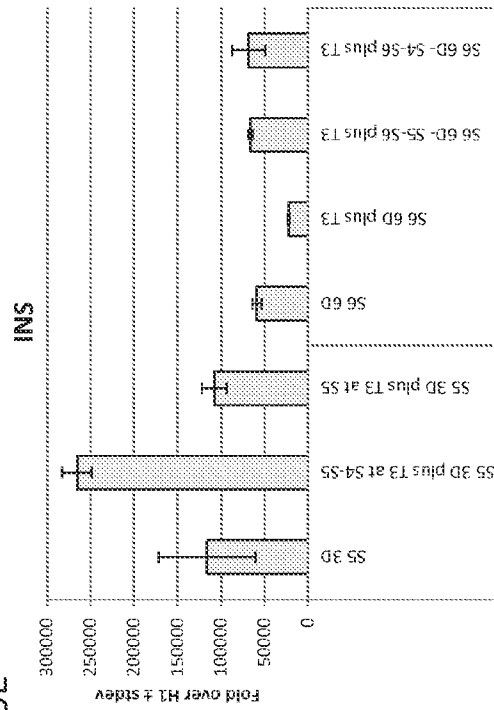 INS
Fold over H1 ± stdev
300000
250000
200000
150000
100000
50000
0
S5 3D
S5 3D plus T3 at S4-S5
S5 3D plus T3 at S5
S6 6D
S6 6D plus T3
S6 6D- S5-S6 plus T3
S6 6D- S4-S6 plus T3